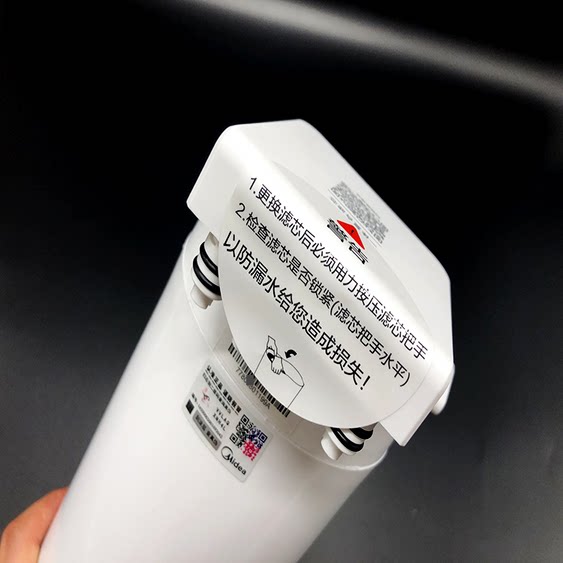 警告
1.更换滤芯后必须用力按压滤芯把手
2.检查滤芯是否锁紧(滤芯把手水平)
以防漏水给您造成损失！
Midea